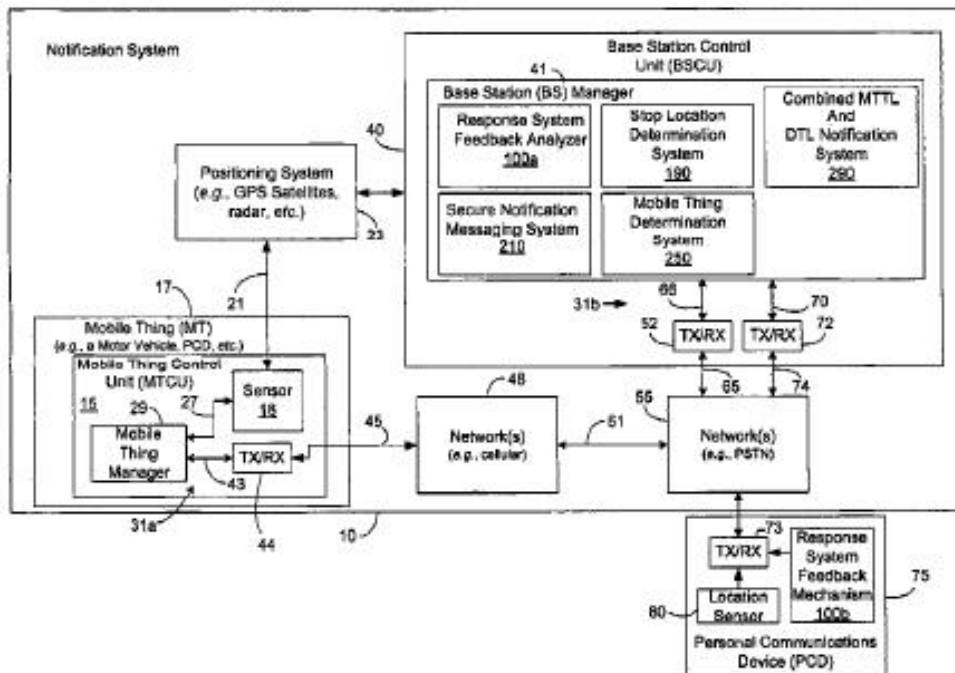 Notification System
Base Station Control
Unit (BSCU)
41
Base Station (BS) Manager
40
Response System
Feedback Analyzer
100a
Stop Location
Determination
System
190
Combined MTTL
And
DTL Notification
System
290
Secure Notification
Messaging System
210
Mobile Thing
Determination
System
250
Positioning System
(e.g., GPS Satellites,
radar, etc.)
23
21
17
66
31b
70
52
TX/RX
TX/RX
72
65
74
Mobile Thing (MT)
(e.g., a Motor Vehicle, PCD, etc.)
Mobile Thing Control
Unit (MTCU)
15
27
29
Sensor
18
Mobile
Thing
Manager
43
TX/RX
31a
44
45
48
Network(s)
(e.g., cellular)
51
55
Network(s)
(e.g., PSTN)
10
73
TX/RX
Response
System
Feedback
Mechanism
100b
75
80
Location
Sensor
Personal Communications
Device (PCD)